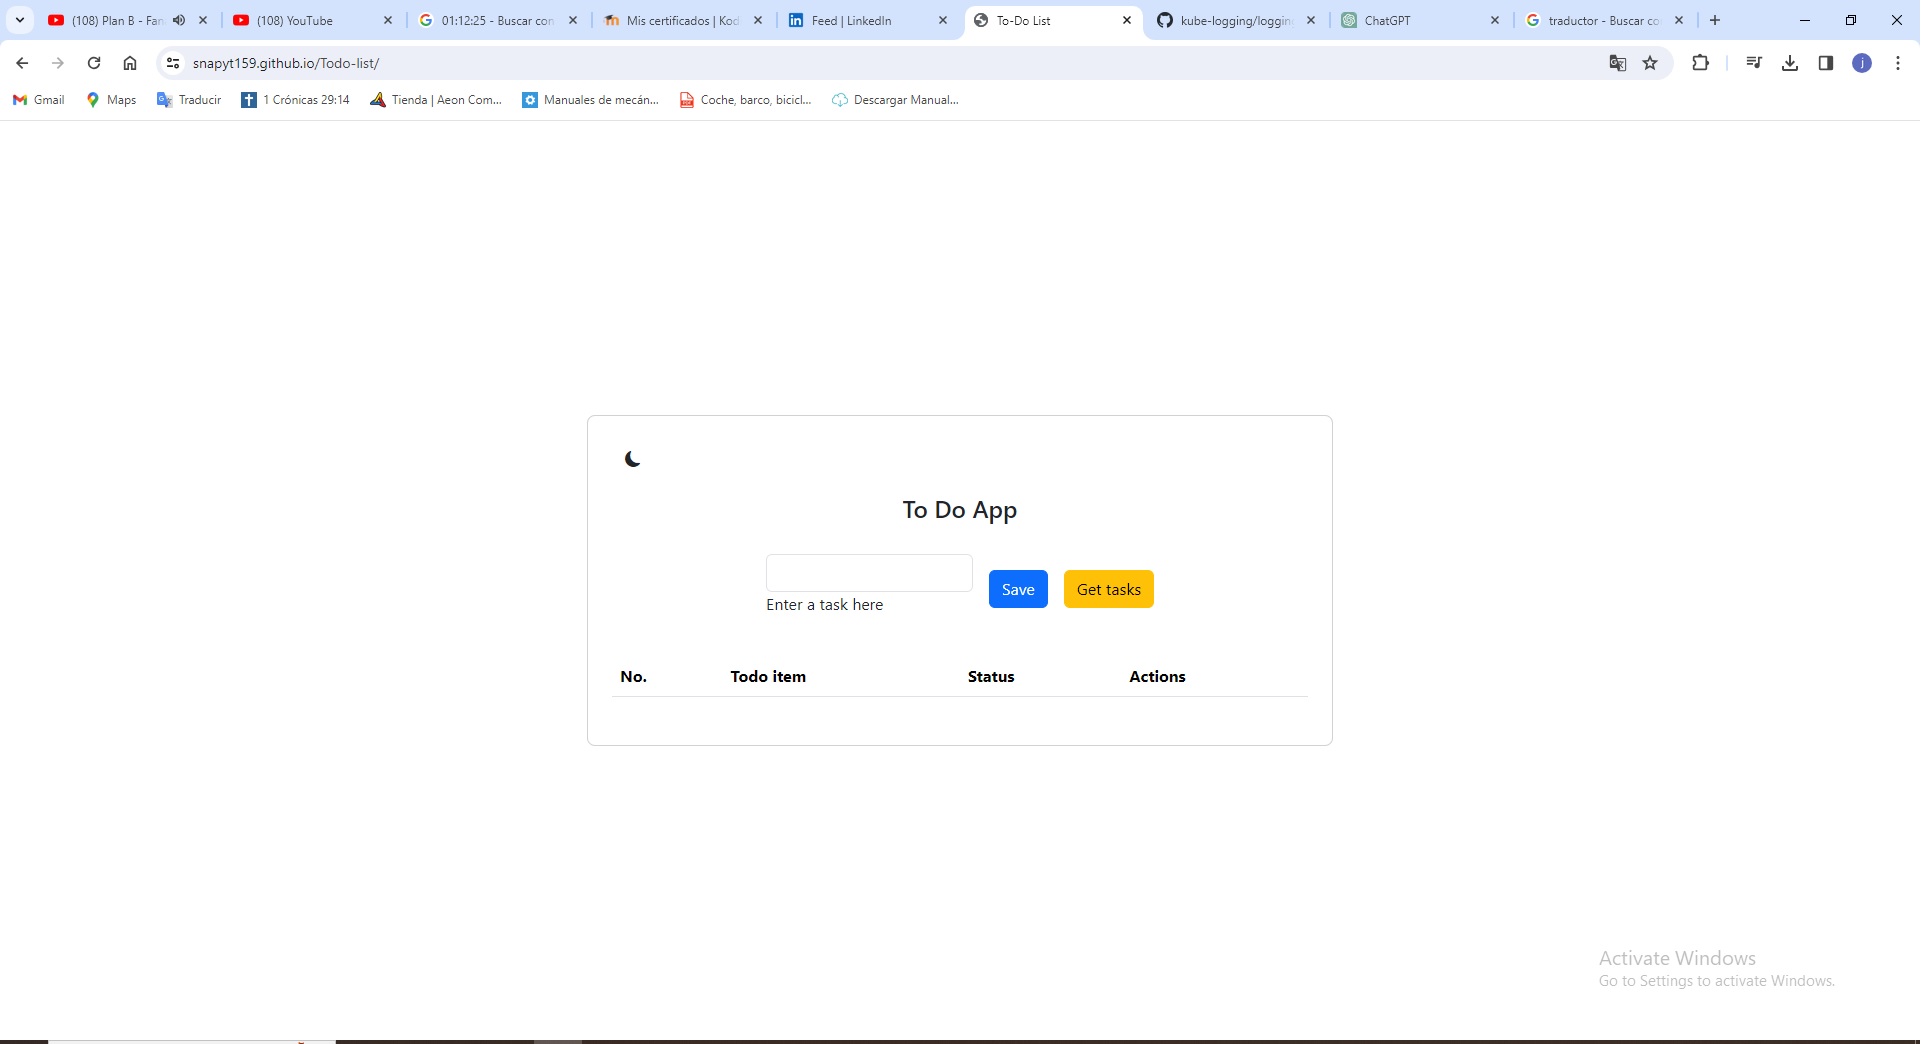 (108) Plan B - Fan
(108) YouTube
01:12:25 - Buscar con
Mis certificados | Kod
Feed | LinkedIn
To-Do List
kube-logging/loggin
ChatGPT
traductor - Buscar co
snapyt159.github.io/Todo-list/
J
Gmail
Maps
Traducir
1 Crónicas 29:14
Tienda | Aeon Com...
Manuales de mecán...
Coche, barco, bicicl...
Descargar Manual...
To Do App
Enter a task here
Save
Get tasks
No. Todo item Status Actions
Activate Windows
Go to Settings to activate Windows.